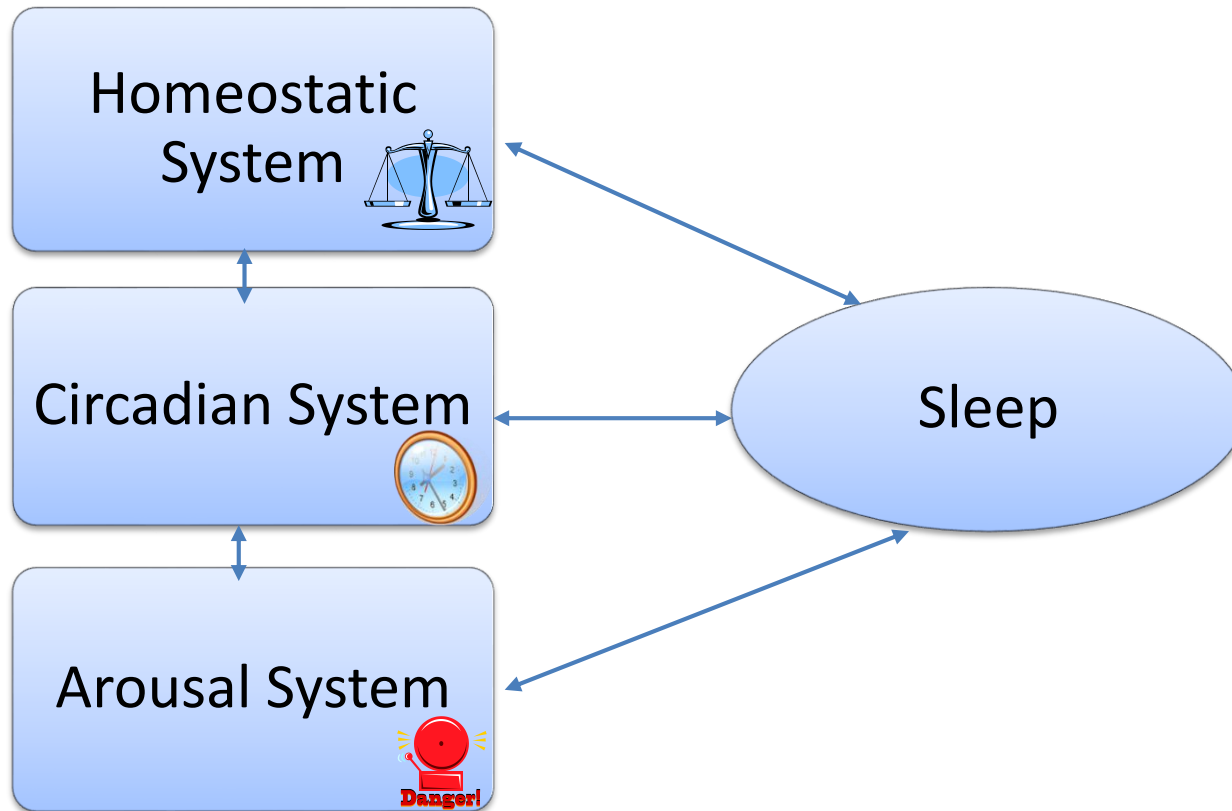 Homeostatic
System
Circadian System
Sleep
Arousal System
Danger!